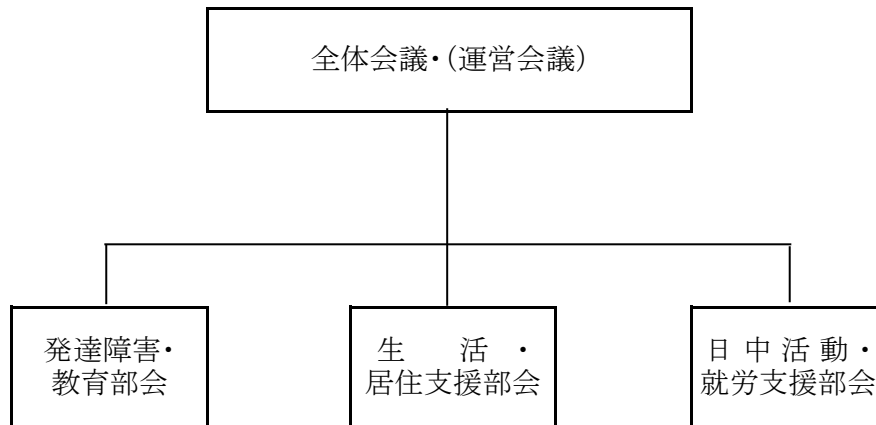 全体会議・(運営会議)
発達障害・
教育部会
生活・
居住支援部会
日中活動・
就労支援部会